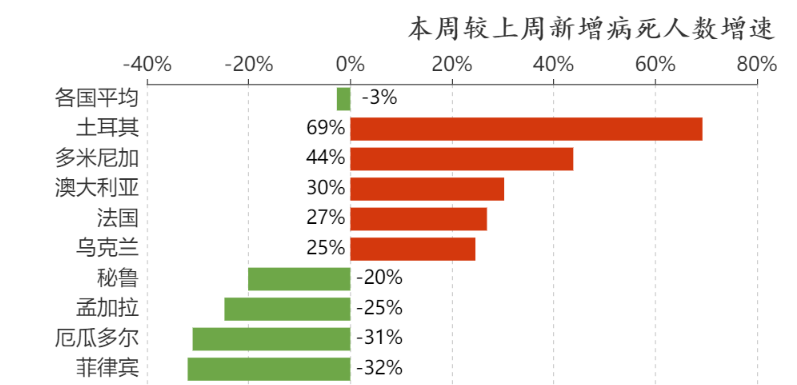 本周较上周新增病死人数增速
-40% -20% 0% 20% 40% 60% 80%
各国平均 -3%
土耳其 69%
多米尼加 44%
澳大利亚 30%
法国 27%
乌克兰 25%
秘鲁 -20%
孟加拉 -25%
厄瓜多尔 -31%
菲律宾 -32%